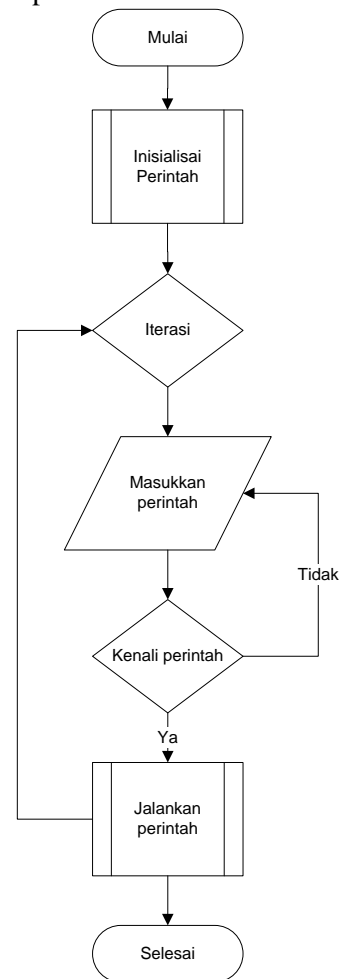 Mulai
Inisialisai
Perintah
Iterasi
Masukkan
perintah
Tidak
Kenali perintah
Ya
Jalankan
perintah
Selesai